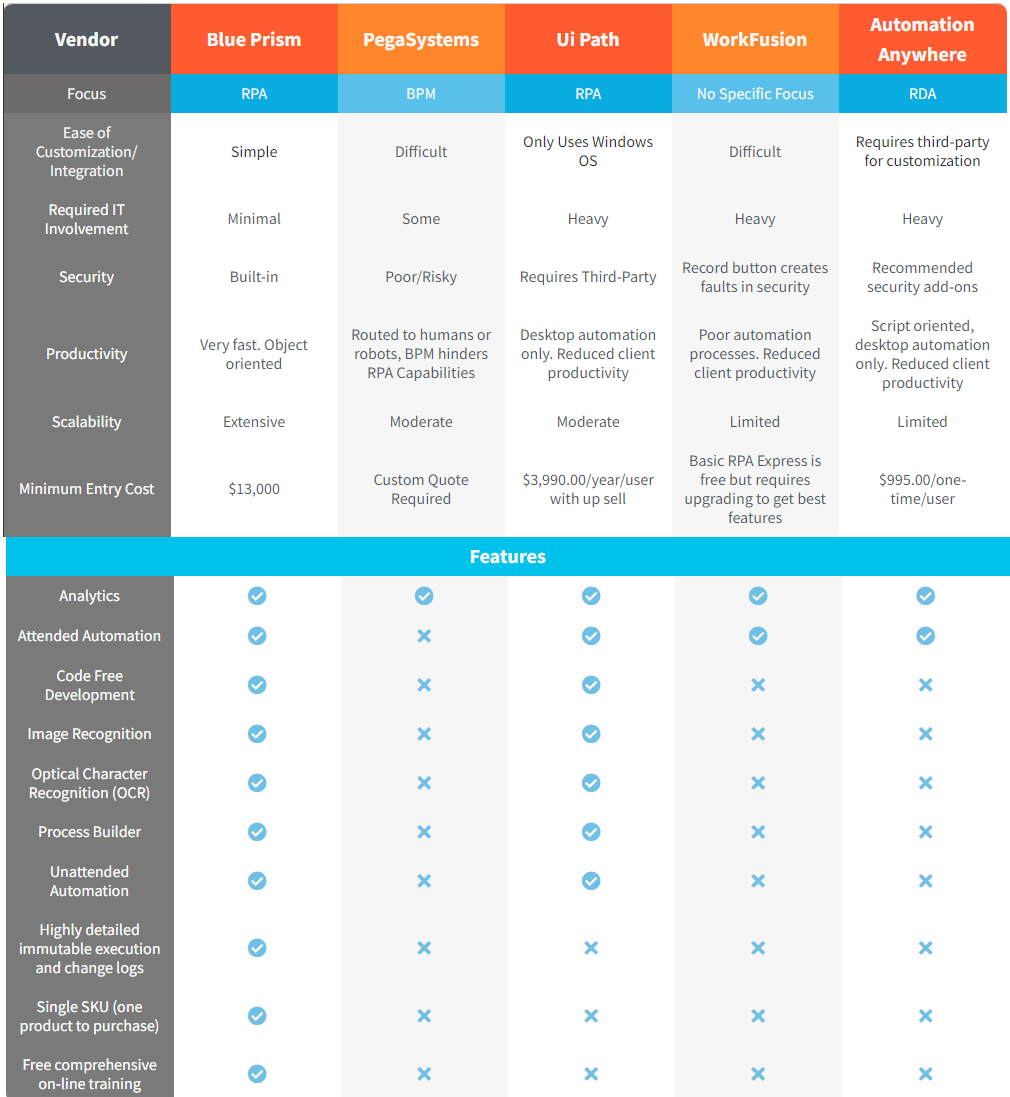 Vendor
Blue Prism
PegaSystems
Ui Path
WorkFusion
Automation
Anywhere
Focus
RPA
BPM
RPA
No Specific Focus
RDA
Ease of
Customization/
Integration
Simple
Difficult
Only Uses Windows
OS
Difficult
Requires third-party
for customization
Required IT
Involvement
Minimal
Some
Heavy
Heavy
Heavy
Security
Built-in
Poor/Risky
Requires Third-Party
Record button creates
faults in security
Recommended
security add-ons
Productivity
Very fast. Object
oriented
Routed to humans or
robots, BPM hinders
RPA Capabilities
Desktop automation
only. Reduced client
productivity
Poor automation
processes. Reduced
client productivity
Script oriented,
desktop automation
only. Reduced client
productivity
Scalability
Extensive
Moderate
Moderate
Limited
Limited
Minimum Entry Cost
$13,000
Custom Quote
Required
$3,990.00/year/user
with up sell
Basic RPA Express is
free but requires
upgrading to get best
features
$995.00/one-
time/user
Features
Analytics
Attended Automation
Code Free
Development
Image Recognition
Optical Character
Recognition (OCR)
Process Builder
Unattended
Automation
Highly detailed
immutable execution
and change logs
Single SKU (one
product to purchase)
Free comprehensive
on-line training